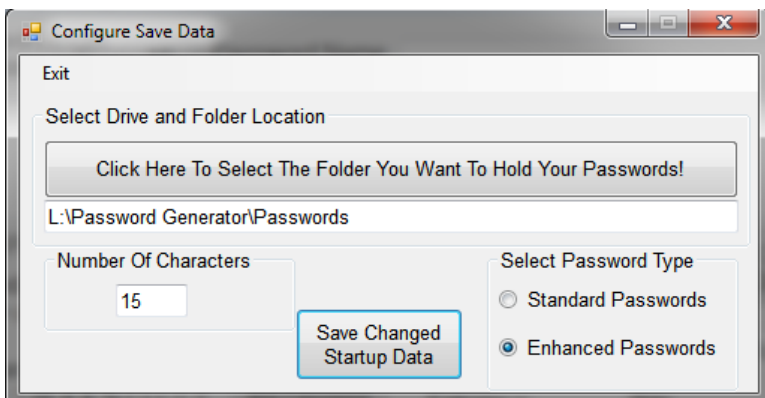 Configure Save Data
Exit
Select Drive and Folder Location
Click Here To Select The Folder You Want To Hold Your Passwords!
L:\Password Generator\Passwords
Number Of Characters
15
Save Changed
Startup Data
Select Password Type
Standard Passwords
Enhanced Passwords